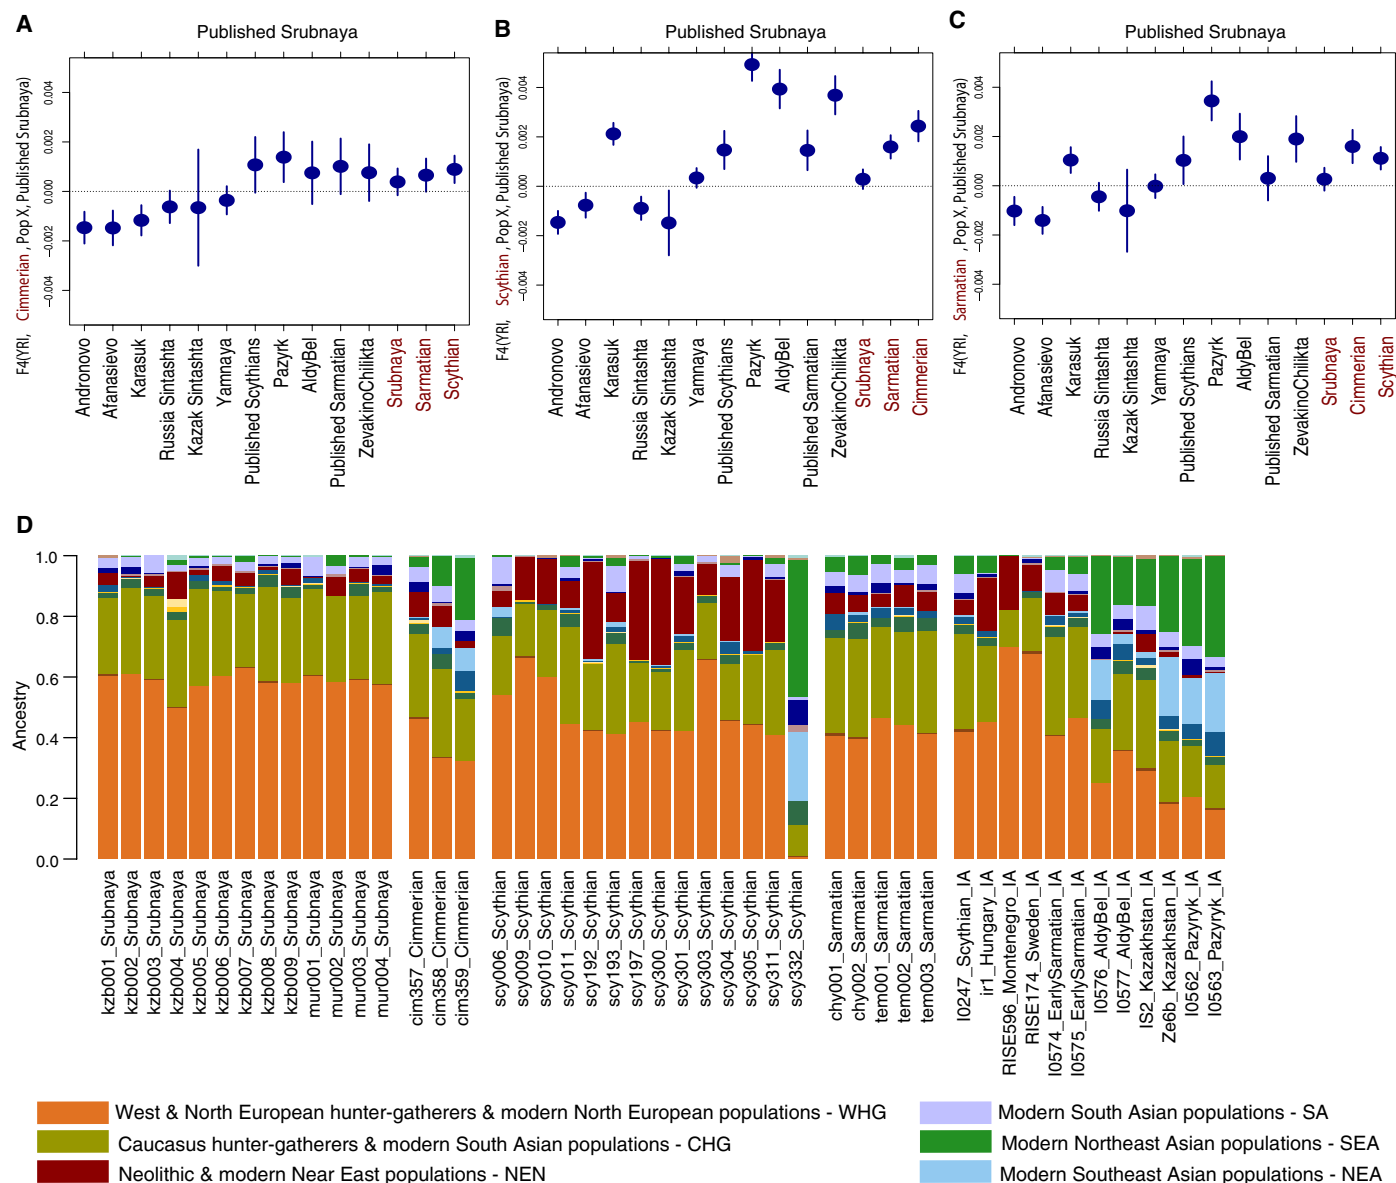 A
Published Srubnaya
F4(YRI, Cimmerian , Pop X, Published Srubnaya)
0.004
0.002
0.000
−0.002
−0.004
Andronovo
Afanasievo
Karasuk
Russia Sintashta
Kazak Sintashta
Yamnaya
Published Scythians
Pazyrk
AldyBel
Published Sarmatian
ZevakinoChilikta
Srubnaya
Sarmatian
Scythian
B
Published Srubnaya
F4(YRI, Scythian , Pop X, Published Srubnaya)
0.004
0.002
0.000
−0.002
−0.004
Andronovo
Afanasievo
Karasuk
Russia Sintashta
Kazak Sintashta
Yamnaya
Published Scythians
Pazyrk
AldyBel
Published Sarmatian
ZevakinoChilikta
Srubnaya
Sarmatian
Cimmerian
C
Published Srubnaya
F4(YRI, Sarmatian , Pop X, Published Srubnaya)
0.004
0.002
0.000
−0.002
−0.004
Andronovo
Afanasievo
Karasuk
Russia Sintashta
Kazak Sintashta
Yamnaya
Published Scythians
Pazyrk
AldyBel
Published Sarmatian
ZevakinoChilikta
Srubnaya
Cimmerian
Scythian
D
Ancestry
1.0
0.8
0.6
0.4
0.2
0.0
kzb001_Srubnaya
kzb002_Srubnaya
kzb003_Srubnaya
kzb004_Srubnaya
kzb005_Srubnaya
kzb006_Srubnaya
kzb007_Srubnaya
kzb008_Srubnaya
kzb009_Srubnaya
mur001_Srubnaya
mur002_Srubnaya
mur003_Srubnaya
mur004_Srubnaya
cim357_Cimmerian
cim358_Cimmerian
cim359_Cimmerian
scy006_Scythian
scy009_Scythian
scy010_Scythian
scy011_Scythian
scy192_Scythian
scy193_Scythian
scy197_Scythian
scy300_Scythian
scy301_Scythian
scy303_Scythian
scy304_Scythian
scy305_Scythian
scy311_Scythian
scy332_Scythian
chy001_Sarmatian
chy002_Sarmatian
tem001_Sarmatian
tem002_Sarmatian
tem003_Sarmatian
I0247_Scythian_IA
ir1_Hungary_IA
RISE596_Montenegro_IA
RISE174_Sweden_IA
I0574_EarlySarmatian_IA
I0575_EarlySarmatian_IA
I0576_AldyBel_IA
I0577_AldyBel_IA
IS2_Kazakhstan_IA
Ze6b_Kazakhstan_IA
I0562_Pazyryk_IA
I0563_Pazyryk_IA
West & North European hunter-gatherers & modern North European populations - WHG
Caucasus hunter-gatherers & modern South Asian populations - CHG
Neolithic & modern Near East populations - NEN
Modern South Asian populations - SA
Modern Northeast Asian populations - SEA
Modern Southeast Asian populations - NEA